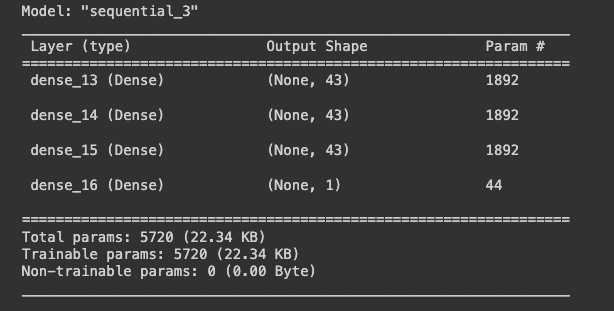 Model: "sequential_3"
Layer (type) Output Shape Param #
dense_13 (Dense) (None, 43) 1892
dense_14 (Dense) (None, 43) 1892
dense_15 (Dense) (None, 43) 1892
dense_16 (Dense) (None, 1) 44
Total params: 5720 (22.34 KB)
Trainable params: 5720 (22.34 KB)
Non-trainable params: 0 (0.00 Byte)